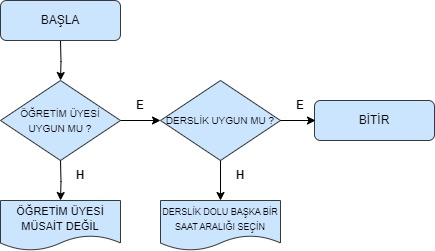 BAŞLA
ÖĞRETİM ÜYESİ
UYGUN MU ?
E
DERSLİK UYGUN MU ?
E
BİTİR
H
H
ÖĞRETİM ÜYESİ
MÜSAİT DEĞİL
DERSLİK DOLU BAŞKA BİR
SAAT ARALIĞI SEÇİN